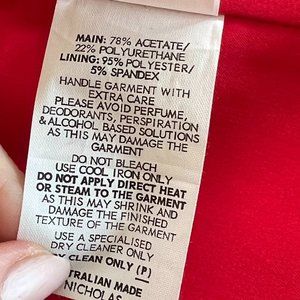 MAIN: 78% ACETATE/
22% POLYURETHANE
LINING: 95% POLYESTER/
5% SPANDEX
HANDLE GARMENT WITH
EXTRA CARE
PLEASE AVOID PERFUME,
DEODORANTS, PERSPIRATION
& ALCOHOL BASED SOLUTIONS
AS THIS MAY DAMAGE THE
GARMENT
DO NOT BLEACH
USE COOL IRON ONLY
DO NOT APPLY DIRECT HEAT
OR STEAM TO THE GARMENT
AS THIS MAY SHRINK AND
DAMAGE THE FINISHED
TEXTURE OF THE GARMENT
USE A SPECIALISED
DRY CLEANER ONLY
CLEAN ONLY (P)
MADE
NICHOLAS